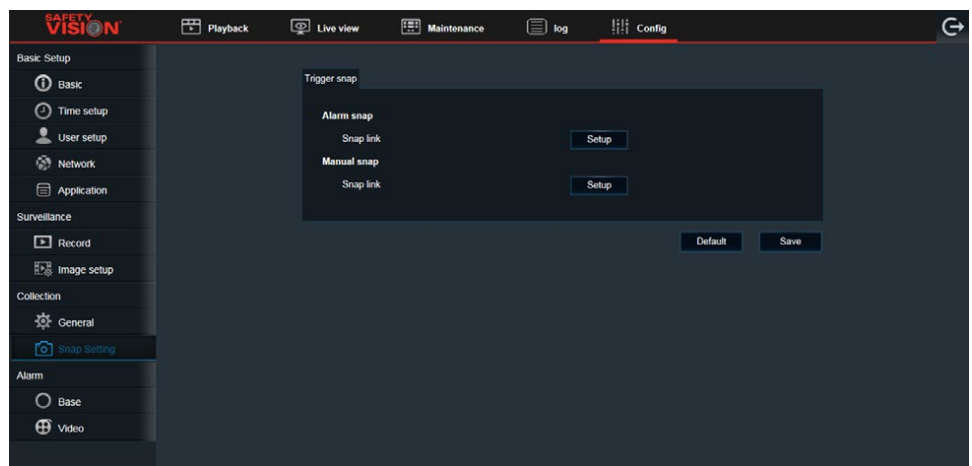 SAFETY
VISION
Playback
Live view
Maintenance
log
Config
Basic Setup
Basic
Time setup
User setup
Network
Application
Surveillance
Record
Image setup
Collection
General
Snap Setting
Alarm
Base
Video
Trigger snap
Alarm snap
Snap link Setup
Manual snap
Snap link Setup
Default Save